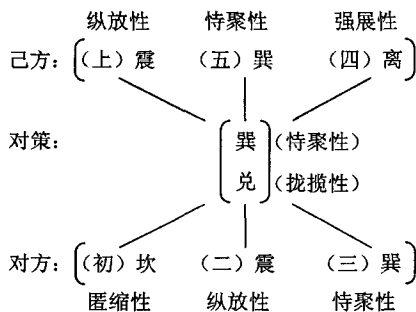 纵放性 恃聚性 强展性
己方：（上）震 （五）巽 （四）离
对策： 巽（恃聚性）
兑（拢揽性）
对方：（初）坎 （二）震 （三）巽
匿缩性 纵放性 恃聚性